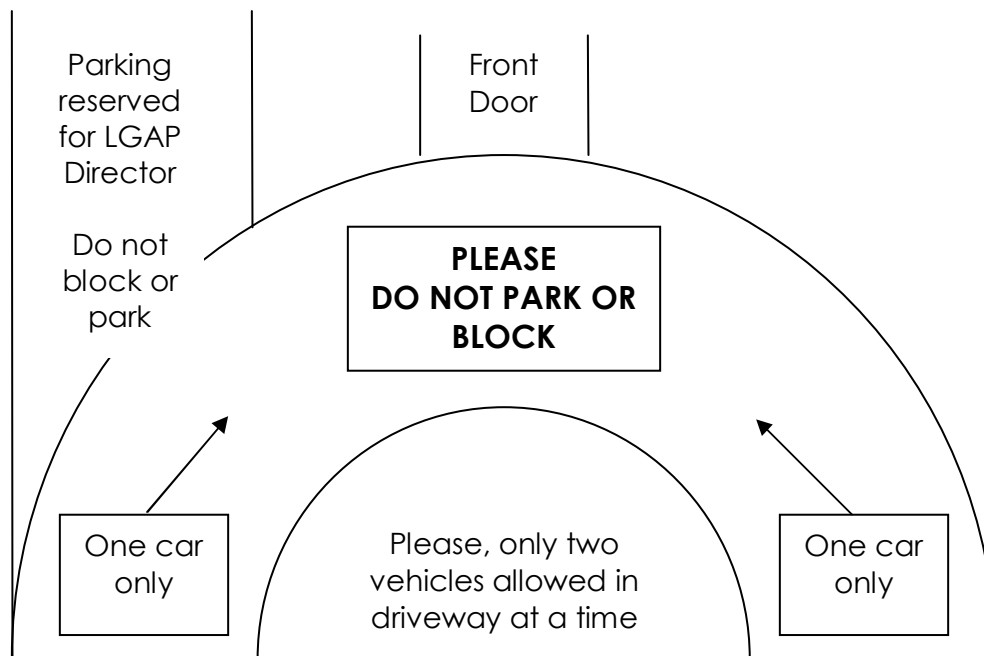 Parking
reserved
for LGAP
Director
Do not
block or
park
Front
Door
PLEASE
DO NOT PARK OR
BLOCK
One car
only
Please, only two
vehicles allowed in
driveway at a time
One car
only